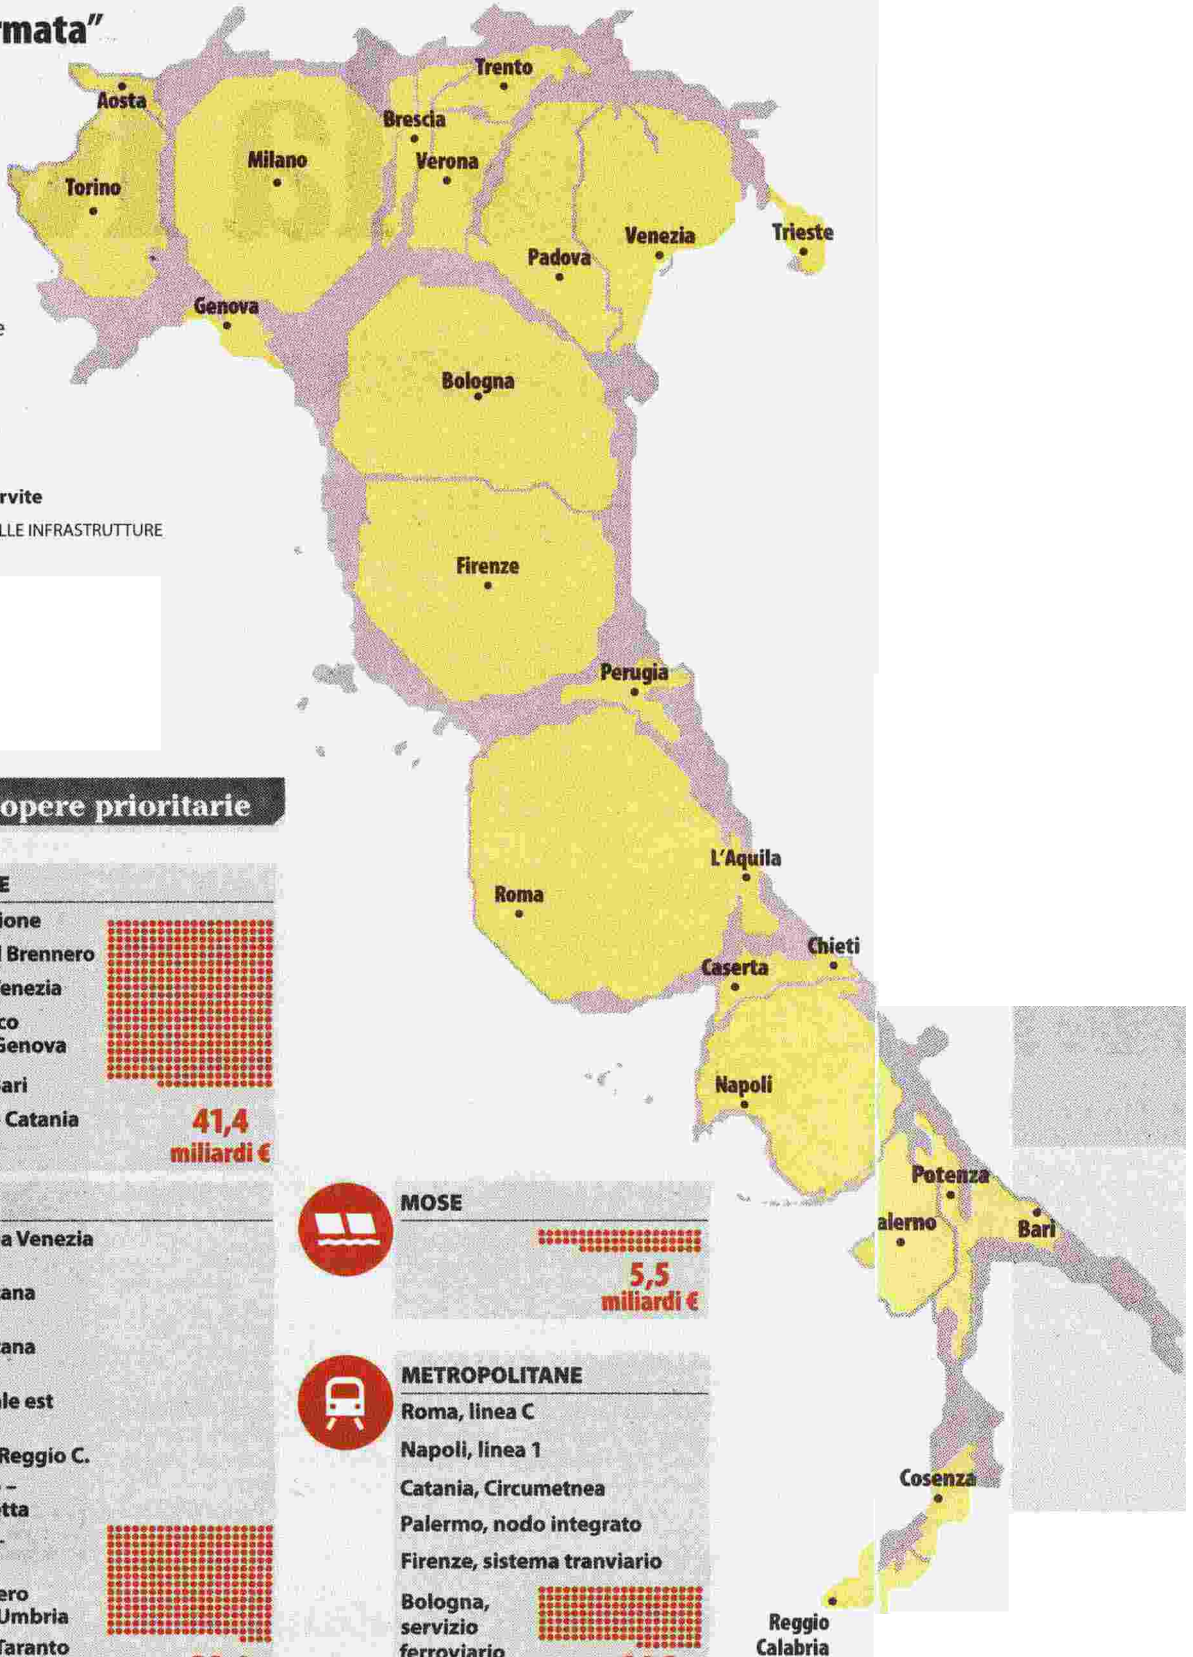 rmata”
Trento
Aosta
Brescia
Milano
Verona
Torino
Venezia
Trieste
Padova
Genova
e
Bologna
rvite
LLE INFRASTRUTTURE
Firenze
Perugia
opere prioritarie
L'Aquila
E
Roma
ione
Chieti
l Brennero
Caserta
enezia
co
Genova
Napoli
ari
Catania
41,4
miliardi €
Potenza
MOSE
alerno
Bari
a Venezia
5,5
miliardi €
ana
ana
METROPOLITANE
le est
Roma, linea C
Reggio C.
Napoli, linea 1
Cosenza
–
Catania, Circumetnea
tta
Palermo, nodo integrato
Firenze, sistema tranviario
ero
Bologna,
Umbria
servizio
Taranto
ferroviario
Reggio
Calabria